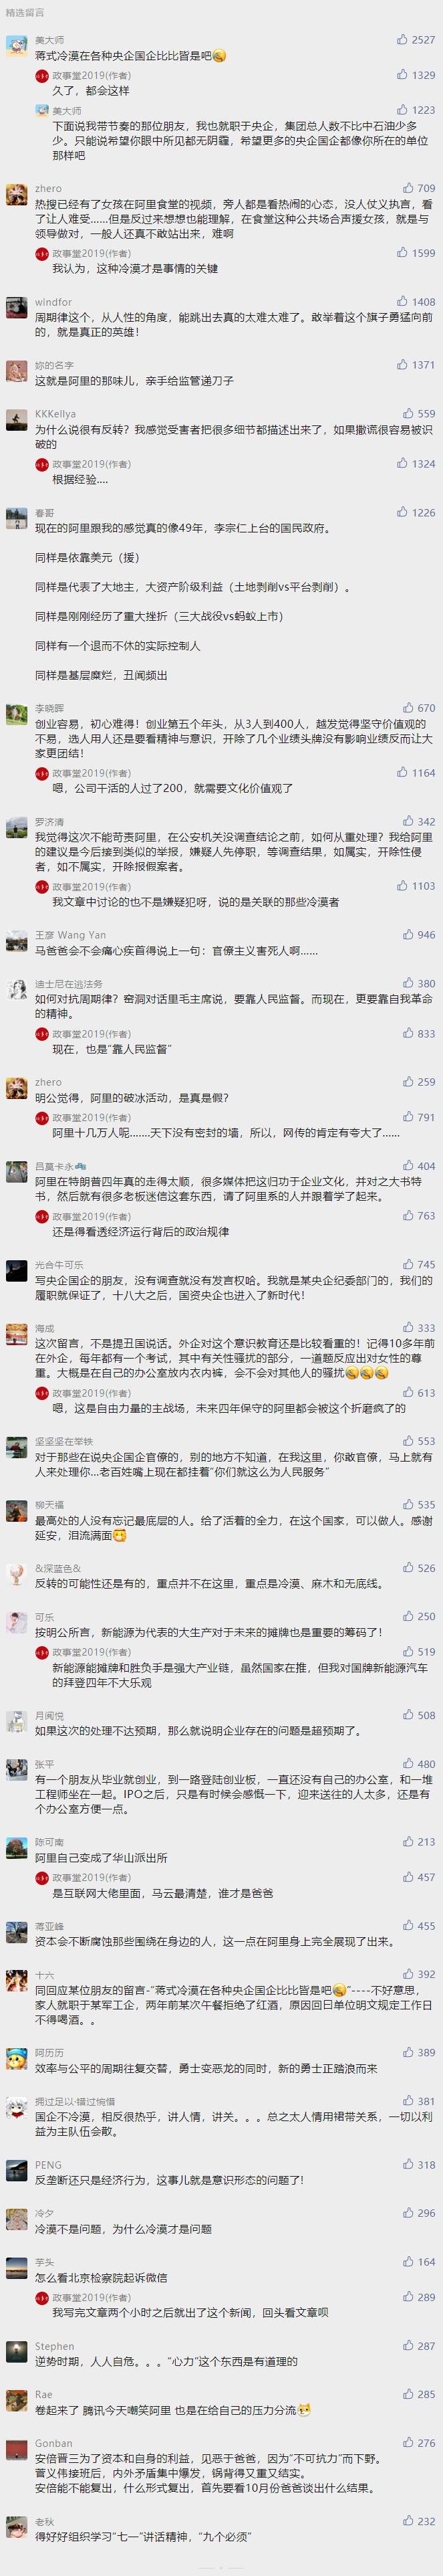 精选留言
美大师
2527
蒋式冷漠在各种央企国企比比皆是吧
政事堂2019(作者)
1329
久了，都会这样
美大师
1223
下面说我带节奏的那位朋友，我也就职于央企，集团总人数不比中石油少多
少。只能说希望你眼中所见都无阴霾，希望更多的央企国企都像你所在的单位
那样吧
zhero
709
热搜已经有了女孩在阿里食堂的视频，旁人都是看热闹的心态，没人仗义执言，看
了让人难受......但是反过来想想也能理解，在食堂这种公共场合声援女孩，就是与
领导做对，一般人还真不敢站出来，难啊
政事堂2019(作者)
1599
我认为，这种冷漠才是事情的关键
windfor
1408
周期律这个，从人性的角度，能跳出去真的太难太难了。敢举着这个旗子勇猛向前
的，就是真正的英雄！
妳的名字
1371
这就是阿里的那味儿，亲手给监管递刀子
KKKellya
559
为什么说很有反转？我感觉受害者把很多细节都描述出来了，如果撒谎很容易被识
破的
政事堂2019(作者)
1324
根据经验....
春哥
1226
现在的阿里跟我的感觉真的像49年，李宗仁上台的国民政府。
同样是依靠美元（援）
同样是代表了大地主，大资产阶级利益（土地剥削vs平台剥削）。
同样是刚刚经历了重大挫折（三大战役vs蚂蚁上市）
同样有一个退而不休的实际控制人
同样是基层糜烂，丑闻频出
李晓晖
670
创业容易，初心难得！创业第五个年头，从3人到400人，越发觉得坚守价值观的
不易，选人用人还是要看精神与意识，开除了几个业绩头牌没有影响业绩反而让大
家更团结！
政事堂2019(作者)
1164
嗯，公司干活的人过了200，就需要文化价值观了
罗济清
342
我觉得这次不能苛责阿里，在公安机关没调查结论之前，如何从重处理？我给阿里
的建议是今后接到类似的举报，嫌疑人先停职，等调查结果，如属实，开除性侵
者，如不属实，开除报假案者。
政事堂2019(作者)
1103
我文章中讨论的也不是嫌疑犯呀，说的是关联的那些冷漠者
王彦 Wang Yan
946
马爸爸会不会痛心疾首得说上一句：官僚主义害死人啊......
迪士尼在逃法务
380
如何对抗周期律？窑洞对话里毛主席说，要靠人民监督。而现在，更要靠自我革命
的精神。
政事堂2019(作者)
833
现在，也是“靠人民监督”
zhero
259
明公觉得，阿里的破冰活动，是真是假？
政事堂2019(作者)
791
阿里十几万人呢.......天下没有密封的墙，所以，网传的肯定有夸大了......
吕莫卡永
404
阿里在特朗普四年真的走得太顺，很多媒体把这以归功于企业文化，并对之大书特
书，然后就有很多老板迷信这套东西，请了阿里系的人并跟着学了起来。
政事堂2019(作者)
763
还是得看透经济运行背后的政治规律
光合牛可乐
745
写央企国企的朋友，没有调查就没有发言权哈。我就是某央企纪委部门的，我们的
履职就保证了，十八大之后，国资央企也进入了新时代！
海成
333
这次留言，不是提丑国说话。外企对这个意识教育还是比较看重的！记得10多年前
在外企，每年都有一个考试，其中有关性骚扰的部分，一道题反应出对女性的尊
重。大概是在自己的办公室放内衣内裤，会不会对其他人的骚扰
政事堂2019(作者)
613
嗯，这是自由力量的主战场，未来四年保守的阿里都会被这个折磨疯了的
坚坚坚在举铁
553
对于那些在说央企国企官僚的，别的地方不知道，在我这里，你敢官僚，马上就有
人来处理你...老百姓嘴上现在都挂着“你们就这么为人民服务”
柳天福
535
最高处的人没有忘记最底层的人。给了活着的全力，在这个国家，可以做人。感谢
延安，泪流满面
&深蓝色&
526
反转的可能性还是有的，重点并不在这里，重点是冷漠、麻木和无底线。
可乐
250
按明公所言，新能源为代表的大生产对于未来的摊牌也是重要的筹码了！
政事堂2019(作者)
519
新能源能摊牌和胜负手是强大产业链，虽然国家在推，但我对国牌新能源汽车
的拜登四年不大乐观
月阅悦
508
如果这次的处理不达预期，那么就说明企业存在的问题是超预期了。
张平
480
有一个朋友从毕业就创业，到一路登陆创业板，一直还没有自己的办公室，和一堆
工程师坐在一起。IPO之后，只是有时候会感慨一下，迎来送往的人太多，还是有
个办公室方便一点。
陈可南
213
阿里自己变成了华山派出所
政事堂2019(作者)
457
是互联网大佬里面，马云最清楚，谁才是爸爸
蒋亚峰
455
资本会不断腐蚀那些围绕在身边的人，这一点在阿里身上完全展现了出来。
十六
392
同回应某位朋友的留言-“蒋式冷漠在各种央企国企比比皆是吧”----不好意思，
家人就职于某军工企，两年前某次午餐拒绝了红酒，原因回曰单位明文规定工作日
不得喝酒。。
阿历历
389
效率与公平的周期往复交替，勇士变恶龙的同时，新的勇士正踏浪而来
拥过足以·惜过惋惜
381
国企不冷漠，相反很热乎，讲人情，讲关。。。总之太人情用裙带关系，一切以利
益为主队伍会散。
PENG
318
反垄断还只是经济行为，这事儿就是意识形态的问题了!
冷夕
296
冷漠不是问题，为什么冷漠才是问题
芋头
164
怎么看北京检察院起诉微信
政事堂2019(作者)
289
我写完文章两个小时之后就出了这个新闻，回头看文章呗
Stephen
287
逆势时期，人人自危。。。“心力”这个东西是有道理的
Rae
285
卷起来了 腾讯今天嘲笑阿里 也是在给自己的压力分流
Gonban
276
安倍晋三为了资本和自身的利益，见恶于爸爸，因为“不可抗力”而下野。
菅义伟接班后，内外矛盾集中爆发，锅背得又重又结实。
安倍能不能复出，什么形式复出，首先要看10月份爸爸谈出什么结果。
老秋
232
得好好组织学习“七一”讲话精神，“九个必须”